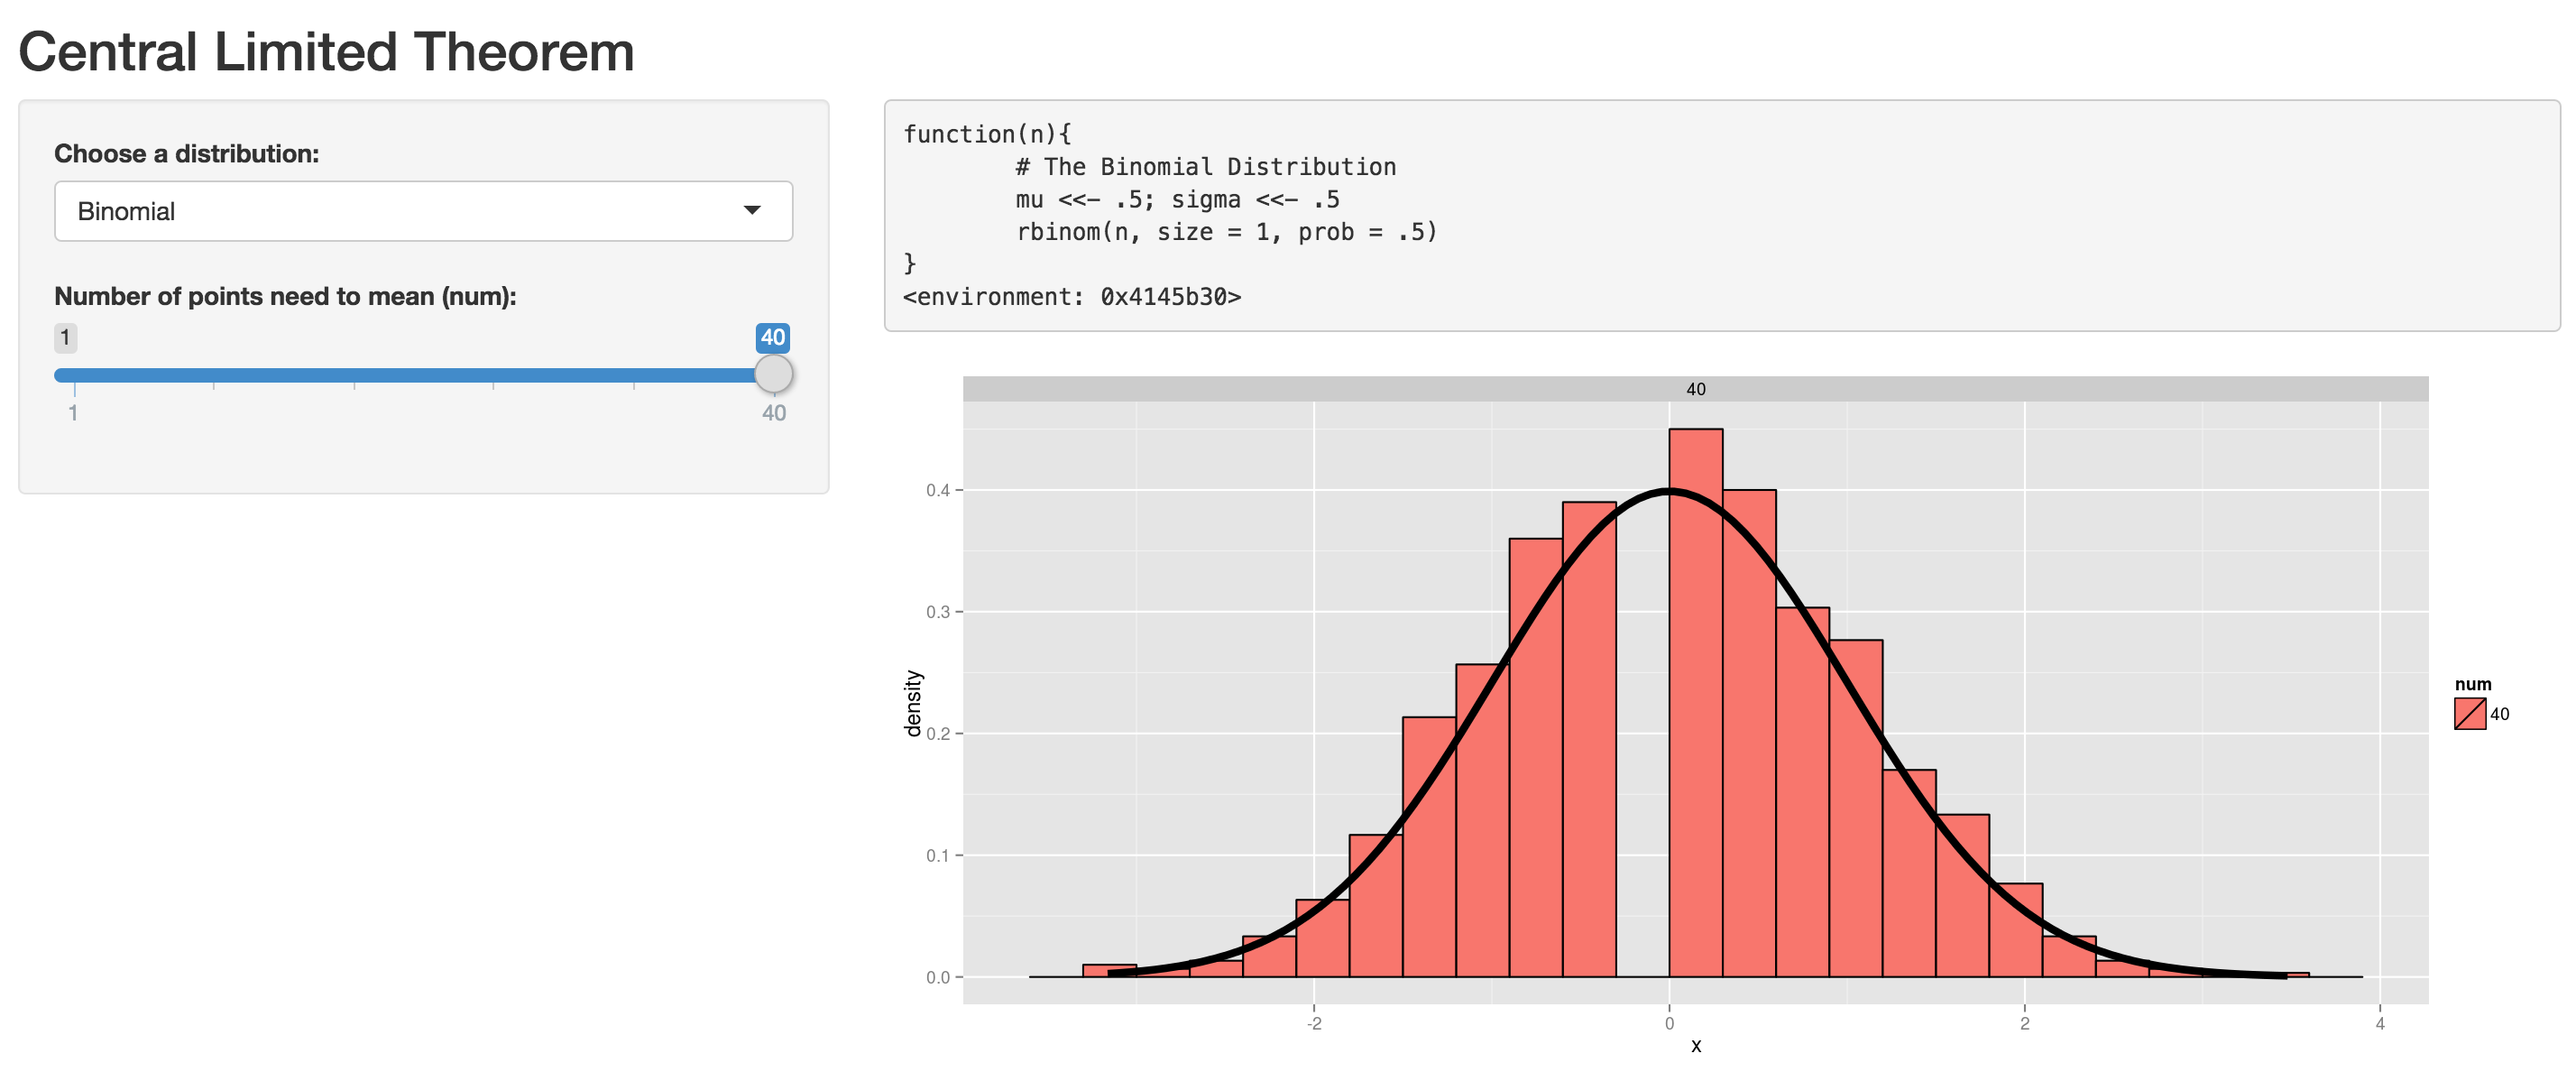 Central Limited Theorem
Choose a distribution:
Binomial
Number of points need to mean (num):
1
40
1
40
function(n){
        # The Binomial Distribution
        mu <<- .5; sigma <<- .5
        rbinom(n, size = 1, prob = .5)
}
<environment: 0x4145b30>
40
0.4
0.3
0.2
0.1
0.0
density
-2
0
2
4
x
num
40